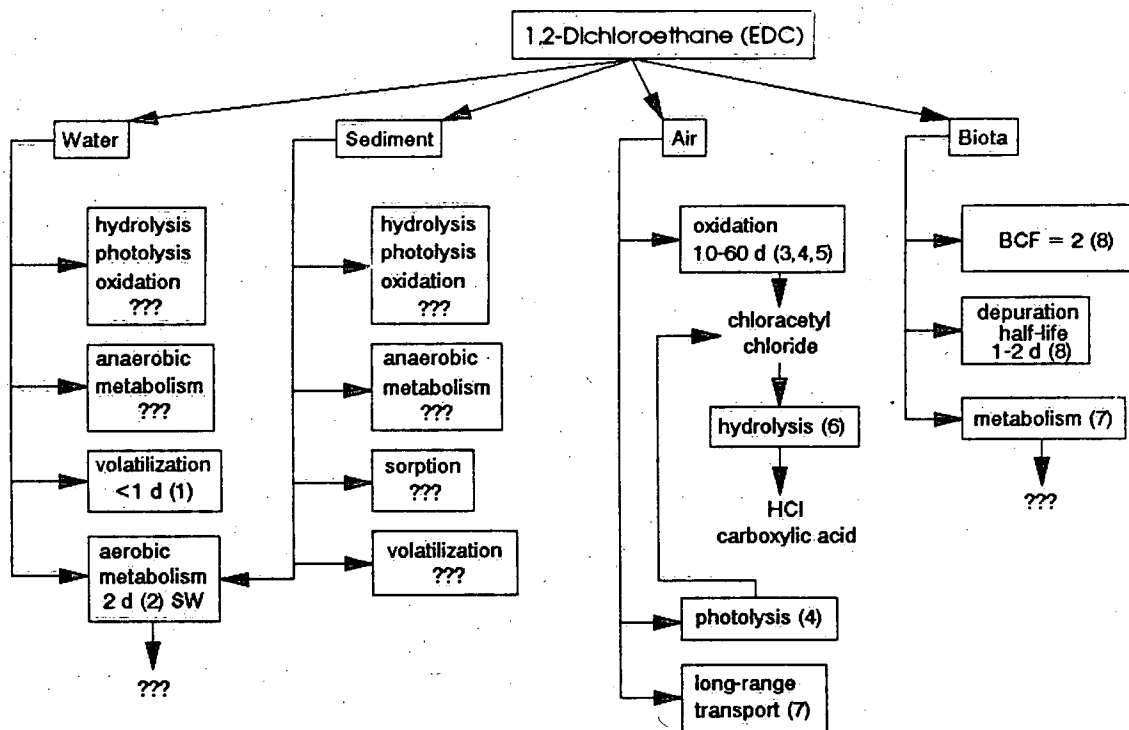 1,2-Dichloroethane (EDC)
Water
Sediment
Air
Biota
hydrolysis
photolysis
oxidation
???
anaerobic
metabolism
???
volatilization
<1 d (1)
aerobic
metabolism
2 d (2) SW
???
hydrolysis
photolysis
oxidation
???
anaerobic
metabolism
???
sorption
???
volatilization
???
oxidation
10-60 d (3,4,5)
chloracetyl
chloride
hydrolysis (6)
HCl
carboxylic acid
photolysis (4)
long-range
transport (7)
BCF = 2 (8)
depuration
half-life
1-2 d (8)
metabolism (7)
???